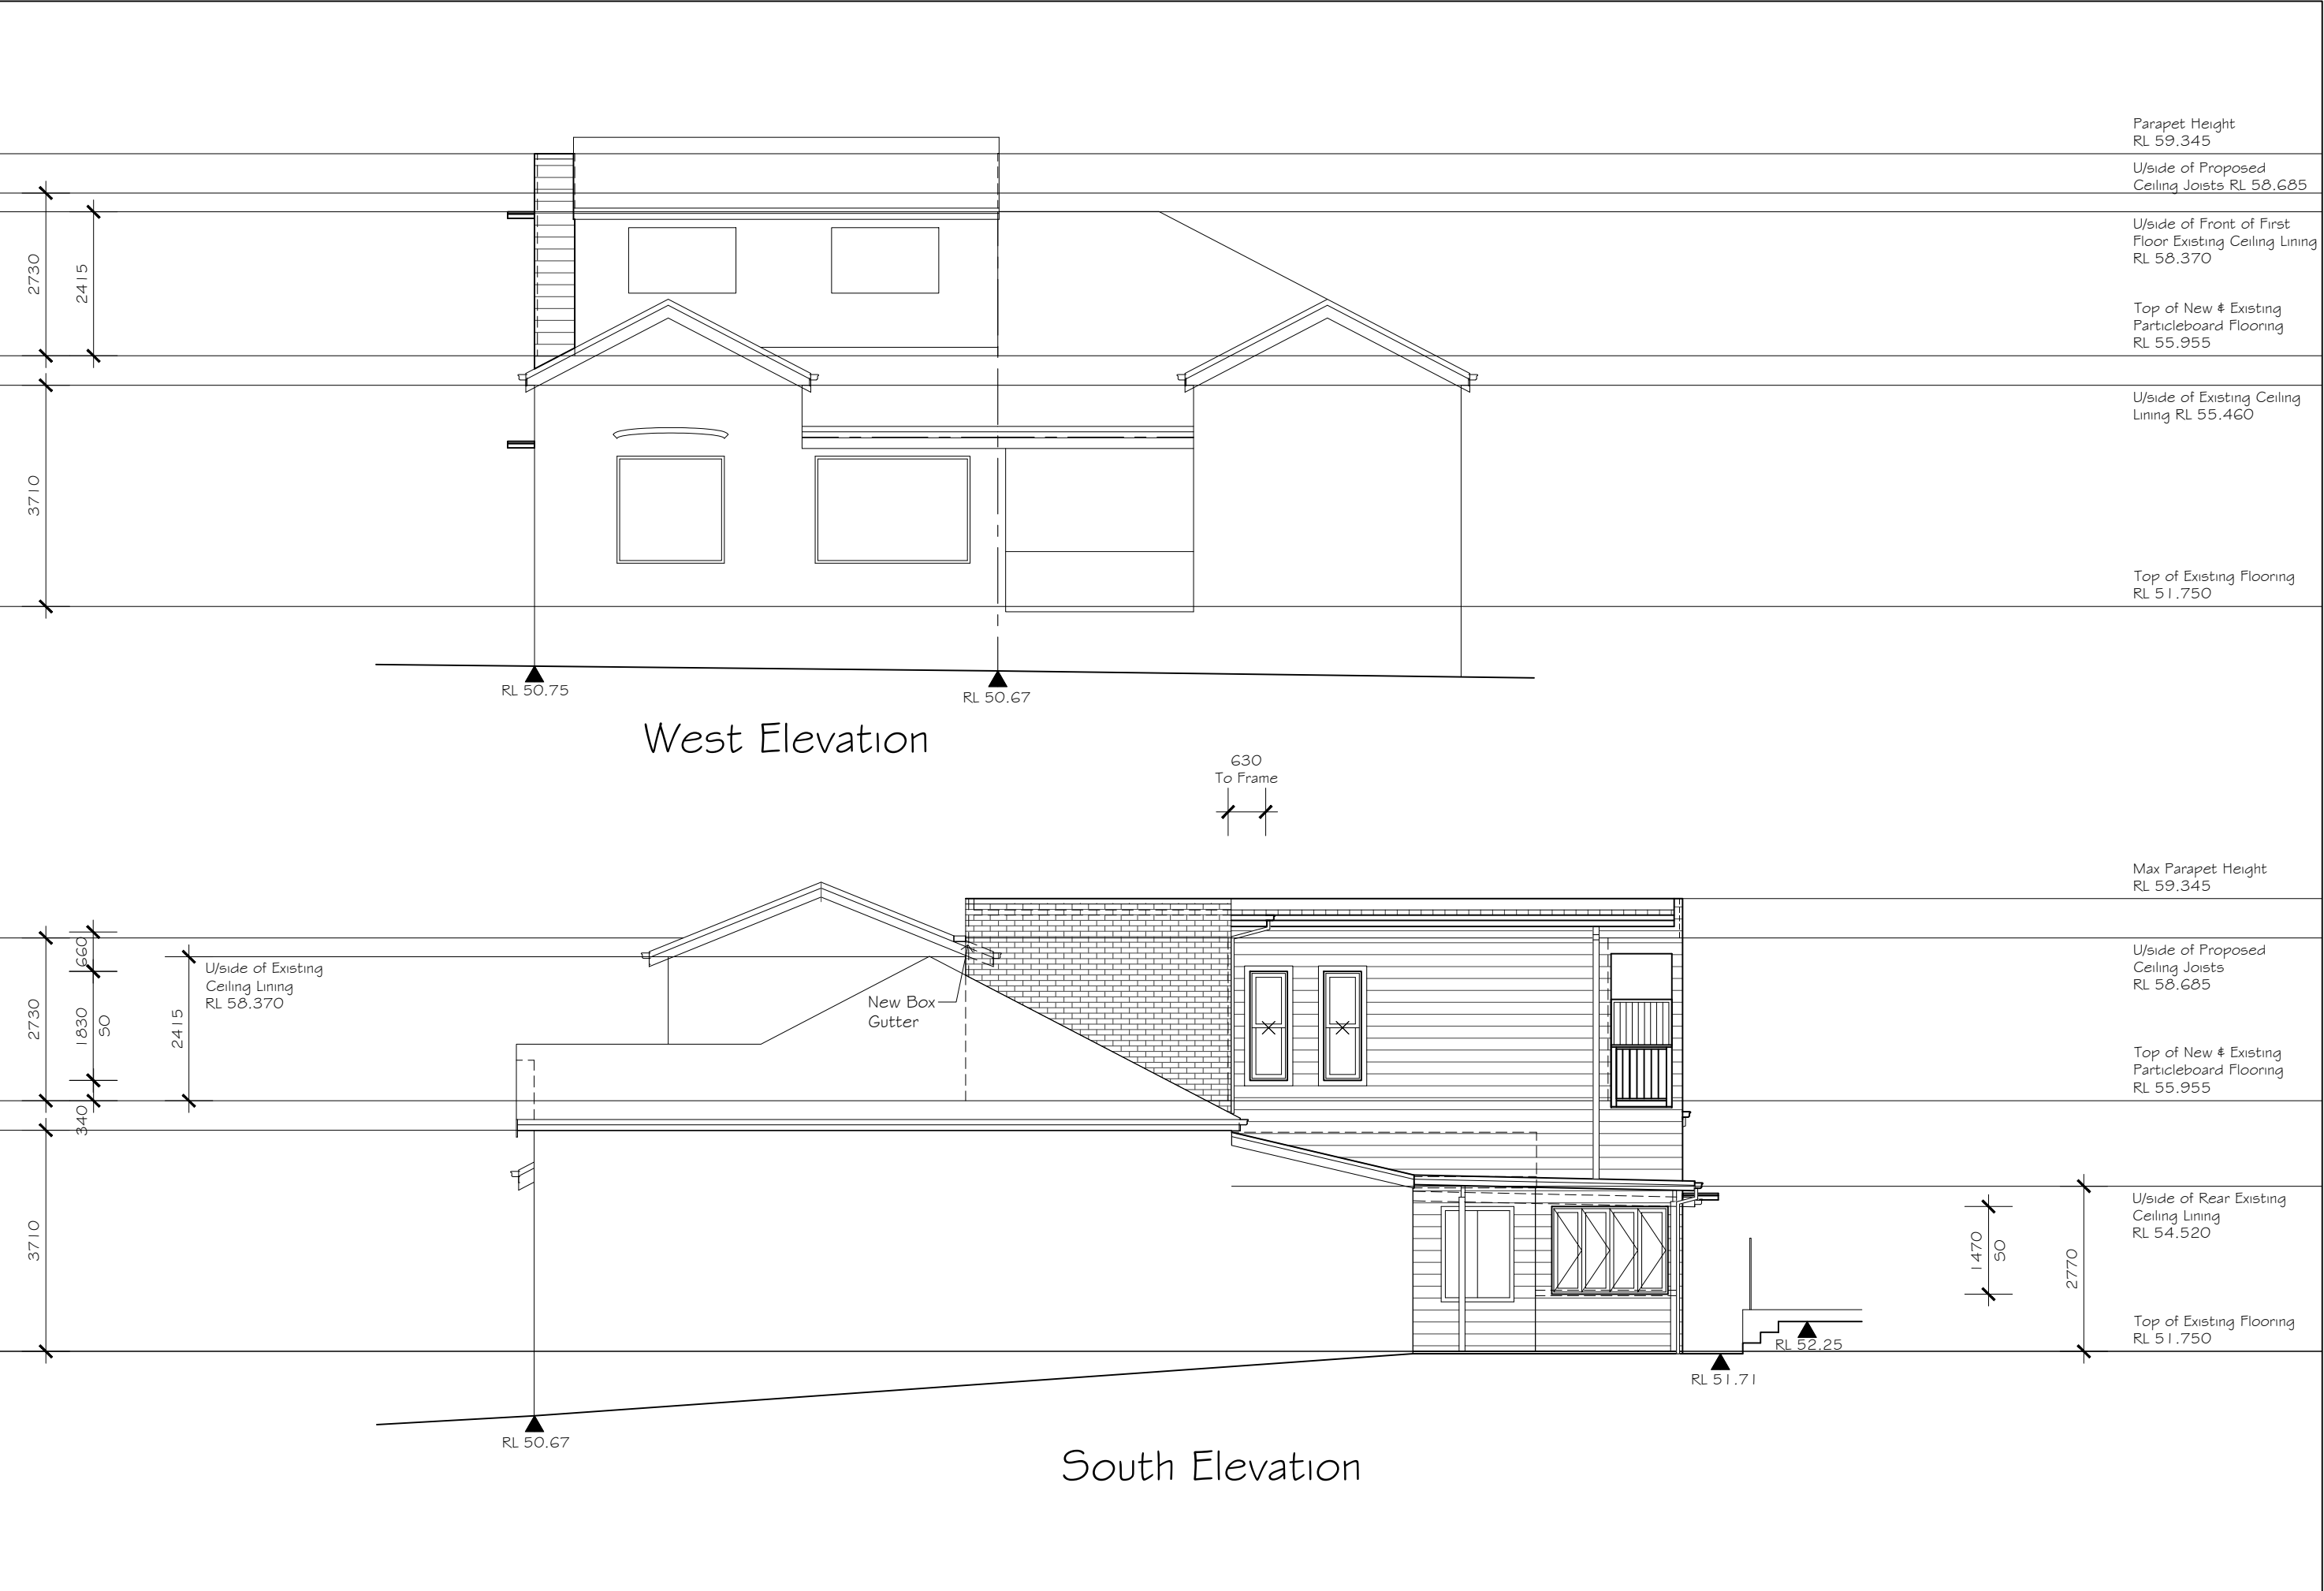 Parapet Height
RL 59.345
U/side of Proposed
Ceiling Joists RL 58.685
U/side of Front of First
Floor Existing Ceiling Lining
RL 58.370
Top of New & Existing
Particleboard Flooring
RL 55.955
U/side of Existing Ceiling
Lining RL 55.460
Top of Existing Flooring
RL 51.750
2730
2415
3710
RL 50.75
RL 50.67
West Elevation
630
To Frame
Max Parapet Height
RL 59.345
U/side of Proposed
Ceiling Joists
RL 58.685
Top of New & Existing
Particleboard Flooring
RL 55.955
U/side of Rear Existing
Ceiling Lining
RL 54.520
Top of Existing Flooring
RL 51.750
660
2730
1830
50
2415
340
3710
U/side of Existing
Ceiling Lining
RL 58.370
New Box
Gutter
1470
50
2770
RL 52.25
RL 51.71
RL 50.67
South Elevation